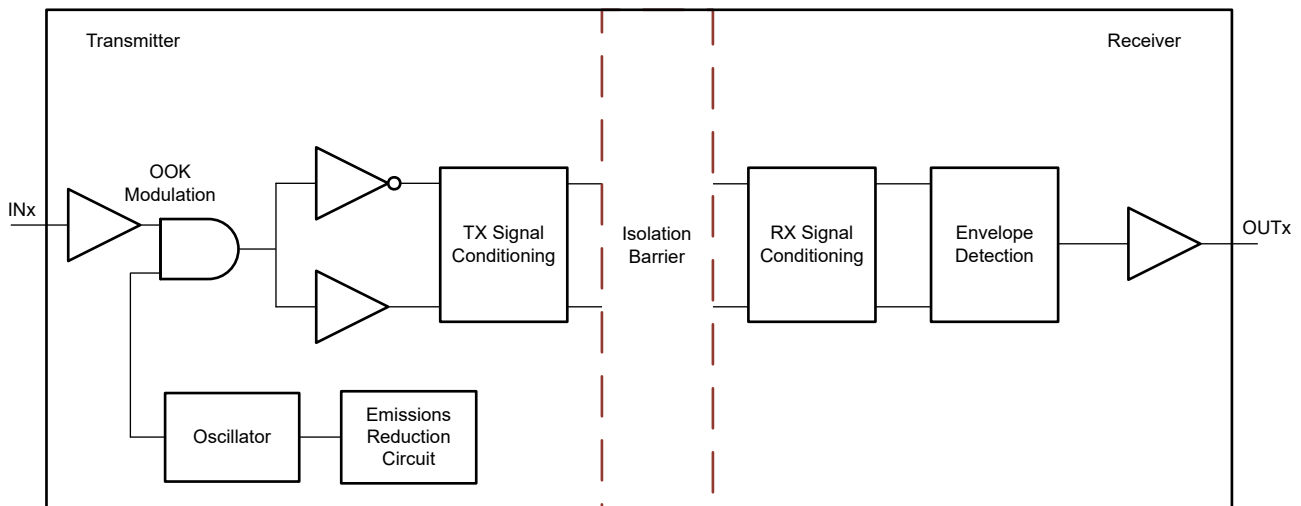 Transmitter
Receiver
OOK
Modulation
INx
TX Signal
Conditioning
Isolation
Barrier
RX Signal
Conditioning
Envelope
Detection
OUTx
Oscillator
Emissions
Reduction
Circuit